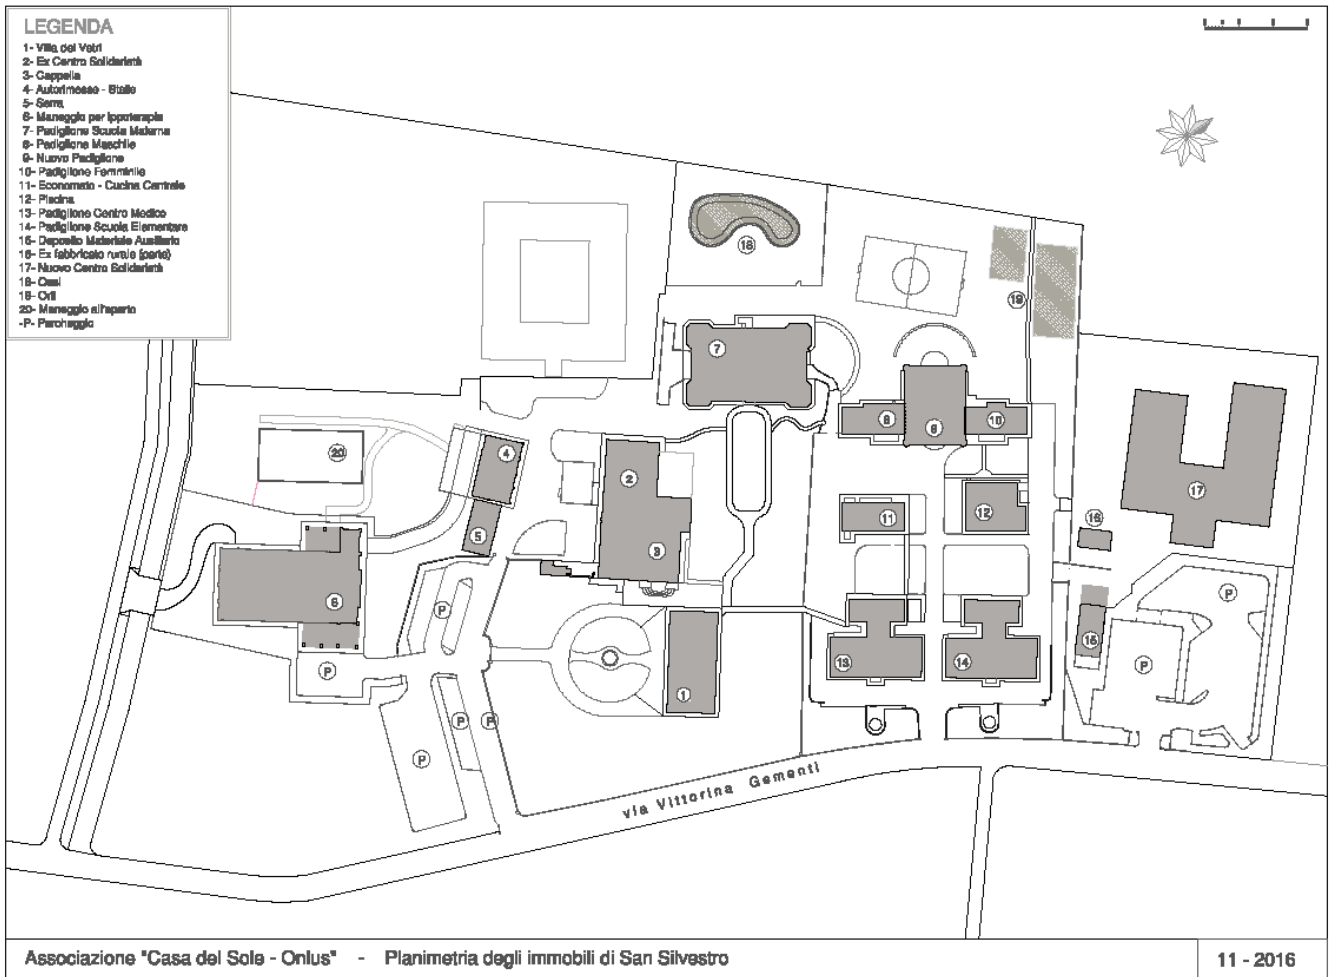 LEGENDA
1- Villa dei Vetri
2- Ex Centro Solidarietà
3- Cappella
4- Autorimesse - Stalle
5- Serra
6- Maneggio per Ippoterapia
7- Padiglione Scuola Materna
8- Padiglione Maschile
9- Nuovo Padiglione
10- Padiglione Femminile
11- Economato - Cucina Centrale
12- Piscina
13- Padiglione Centro Medico
14- Padiglione Scuola Elementare
15- Deposito Materiale Ausiliario
16- Ex fabbricato rurale (parte)
17- Nuovo Centro Solidarietà
18- Oasi
19- Orti
20- Maneggio all'aperto
-P- Parcheggio
18
19
7
9
8
10
4
20
2
17
11
12
16
5
3
6
P
P
15
13
14
P
P
1
P
P
P
via Vittorina Gementi
Associazione "Casa del Sole - Onlus" - Planimetria degli immobili di San Silvestro
11 - 2016